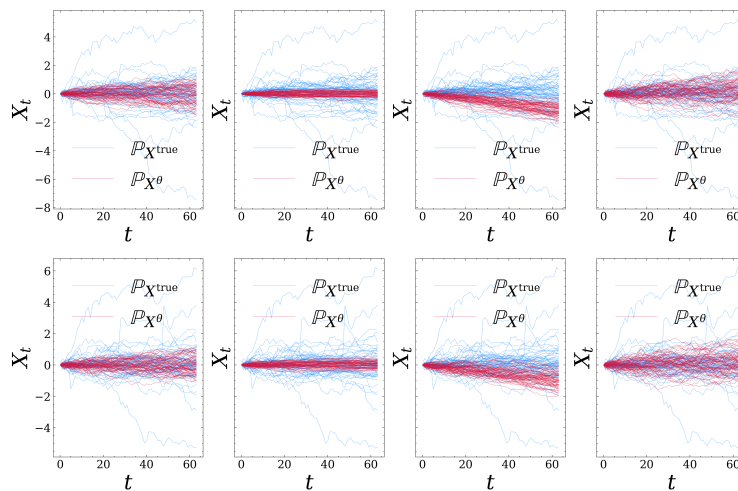 4
2
0
−2
−4
−6
−8
X_t
ℙ_{X^{true}}
ℙ_{X^θ}
0 20 40 60
t
X_t
ℙ_{X^{true}}
ℙ_{X^θ}
0 20 40 60
t
X_t
ℙ_{X^{true}}
ℙ_{X^θ}
0 20 40 60
t
X_t
ℙ_{X^{true}}
ℙ_{X^θ}
0 20 40 60
t
6
4
2
0
−2
−4
X_t
ℙ_{X^{true}}
ℙ_{X^θ}
0 20 40 60
t
X_t
ℙ_{X^{true}}
ℙ_{X^θ}
0 20 40 60
t
X_t
ℙ_{X^{true}}
ℙ_{X^θ}
0 20 40 60
t
X_t
ℙ_{X^{true}}
ℙ_{X^θ}
0 20 40 60
t